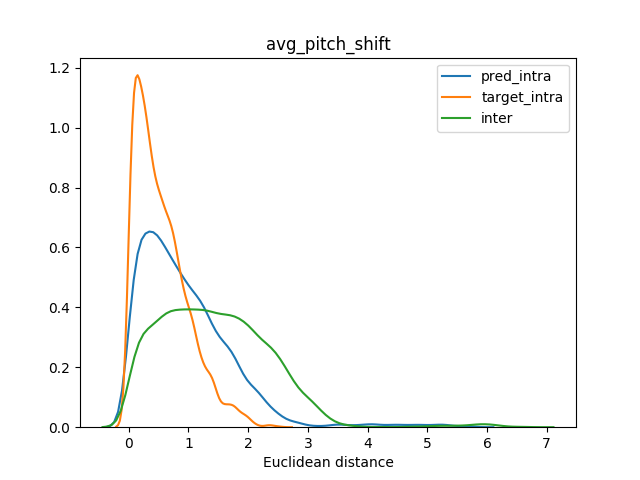 avg_pitch_shift
1.2
1.0
0.8
0.6
0.4
0.2
0.0
pred_intra
target_intra
inter
0 1 2 3 4 5 6 7
Euclidean distance